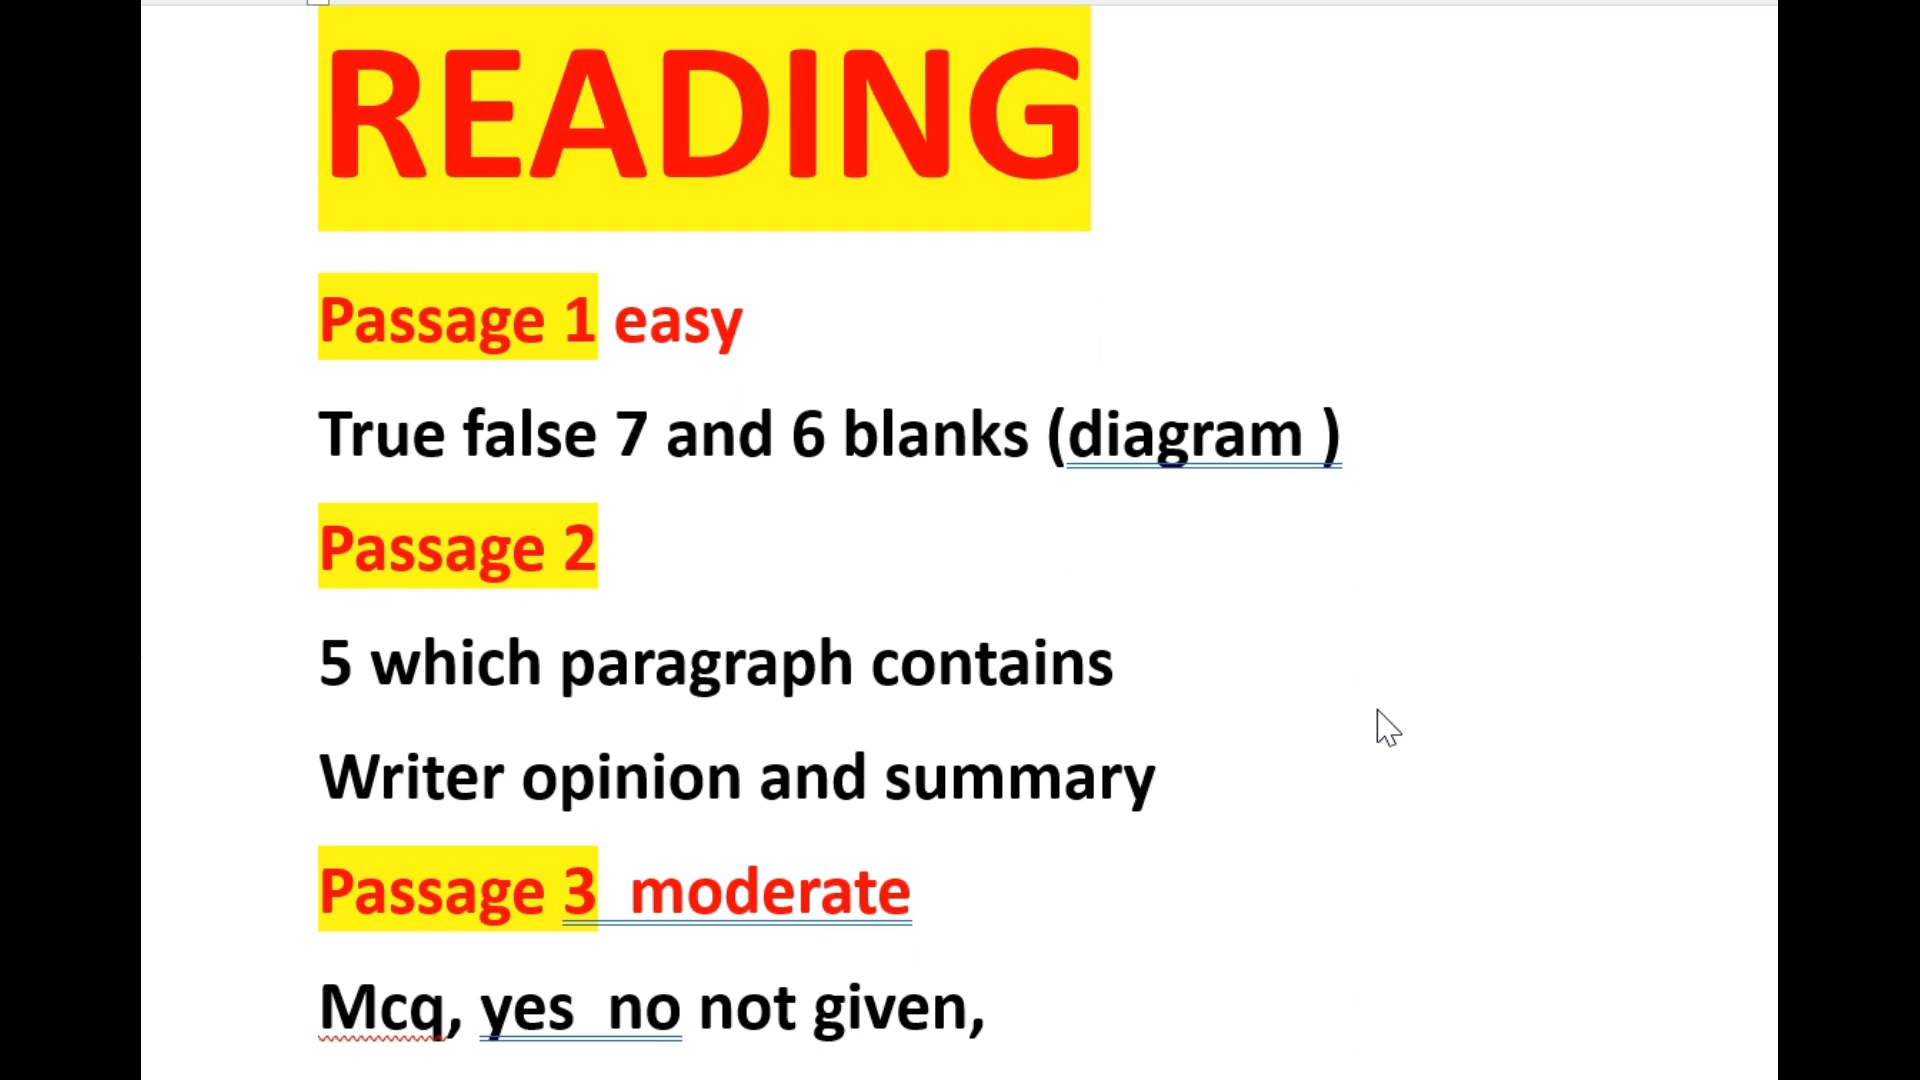 READING
Passage 1 easy
True false 7 and 6 blanks (diagram )
Passage 2
5 which paragraph contains
Writer opinion and summary
Passage 3  moderate
Mcq, yes  no not given,